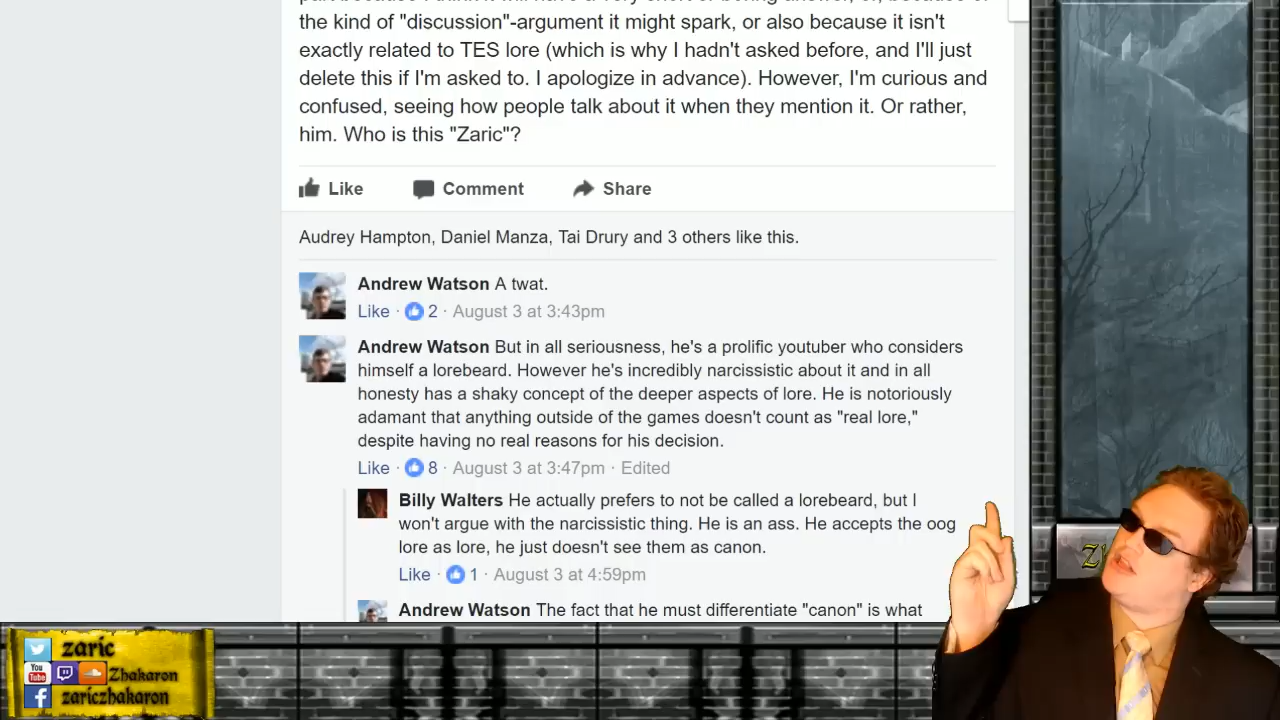 the kind of "discussion"-argument it might spark, or also because it isn't
exactly related to TES lore (which is why I hadn't asked before, and I'll just
delete this if I'm asked to. I apologize in advance). However, I'm curious and
confused, seeing how people talk about it when they mention it. Or rather,
him. Who is this "Zaric"?
Like Comment Share
Audrey Hampton, Daniel Manza, Tai Drury and 3 others like this.
Andrew Watson A twat.
Like · 2 · August 3 at 3:43pm
Andrew Watson But in all seriousness, he's a prolific youtuber who considers
himself a lorebeard. However he's incredibly narcissistic about it and in all
honesty has a shaky concept of the deeper aspects of lore. He is notoriously
adamant that anything outside of the games doesn't count as "real lore,"
despite having no real reasons for his decision.
Like · 8 · August 3 at 3:47pm · Edited
Billy Walters He actually prefers to not be called a lorebeard, but I
won't argue with the narcissistic thing. He is an ass. He accepts the oog
lore as lore, he just doesn't see them as canon.
Like · 1 · August 3 at 4:59pm
Andrew Watson The fact that he must differentiate "canon" is what
zaric
You Tube Zhakaron
zariczhakaron